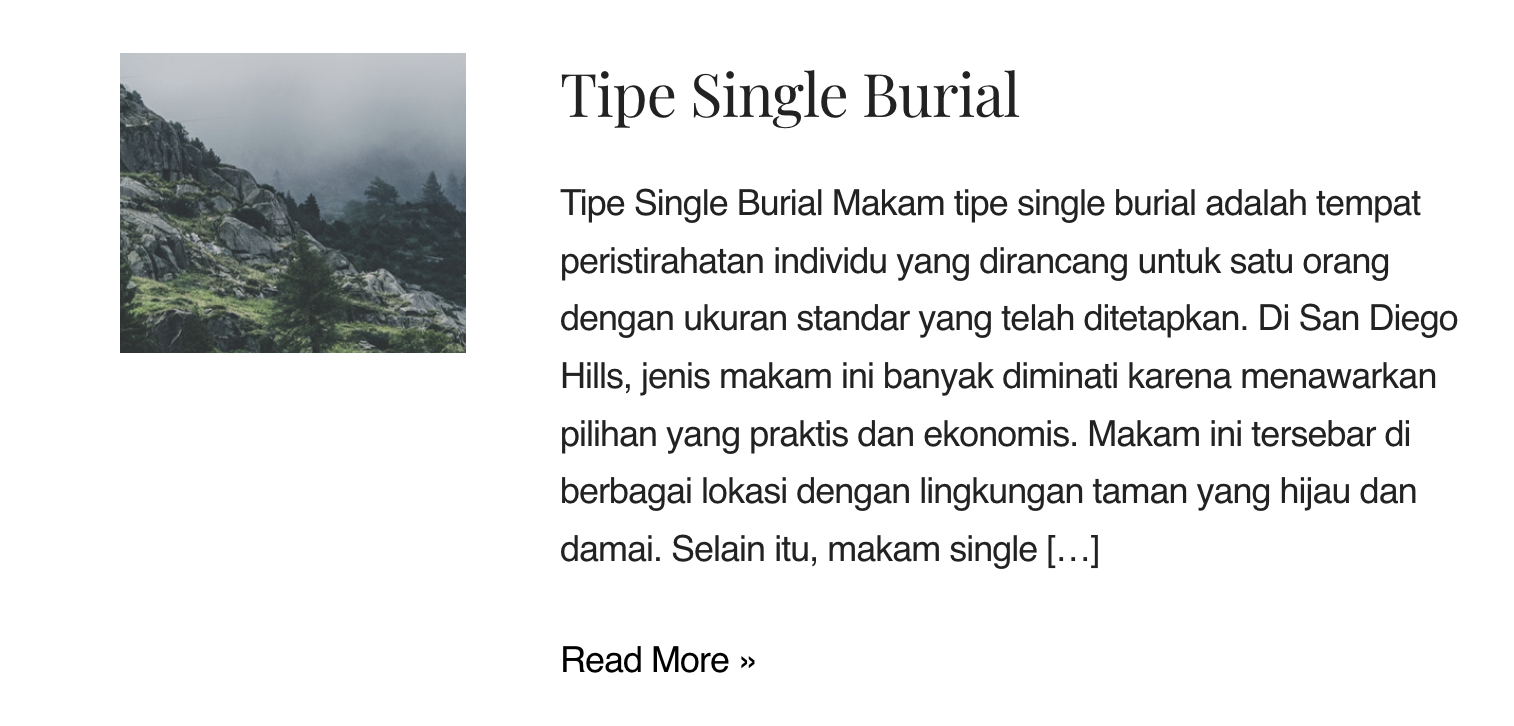 Tipe Single Burial
Tipe Single Burial Makam tipe single burial adalah tempat
peristirahatan individu yang dirancang untuk satu orang
dengan ukuran standar yang telah ditetapkan. Di San Diego
Hills, jenis makam ini banyak diminati karena menawarkan
pilihan yang praktis dan ekonomis. Makam ini tersebar di
berbagai lokasi dengan lingkungan taman yang hijau dan
damai. Selain itu, makam single […]
Read More »